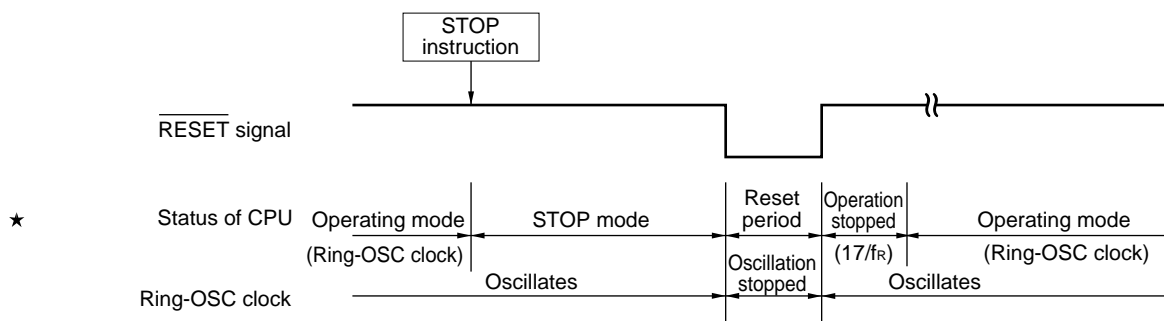 STOP
instruction
RESET signal
★ Status of CPU
Operating mode
(Ring-OSC clock)
STOP mode
Reset
period
Operation
stopped
(17/fR)
Operating mode
(Ring-OSC clock)
Ring-OSC clock
Oscillates
Oscillation
stopped
Oscillates